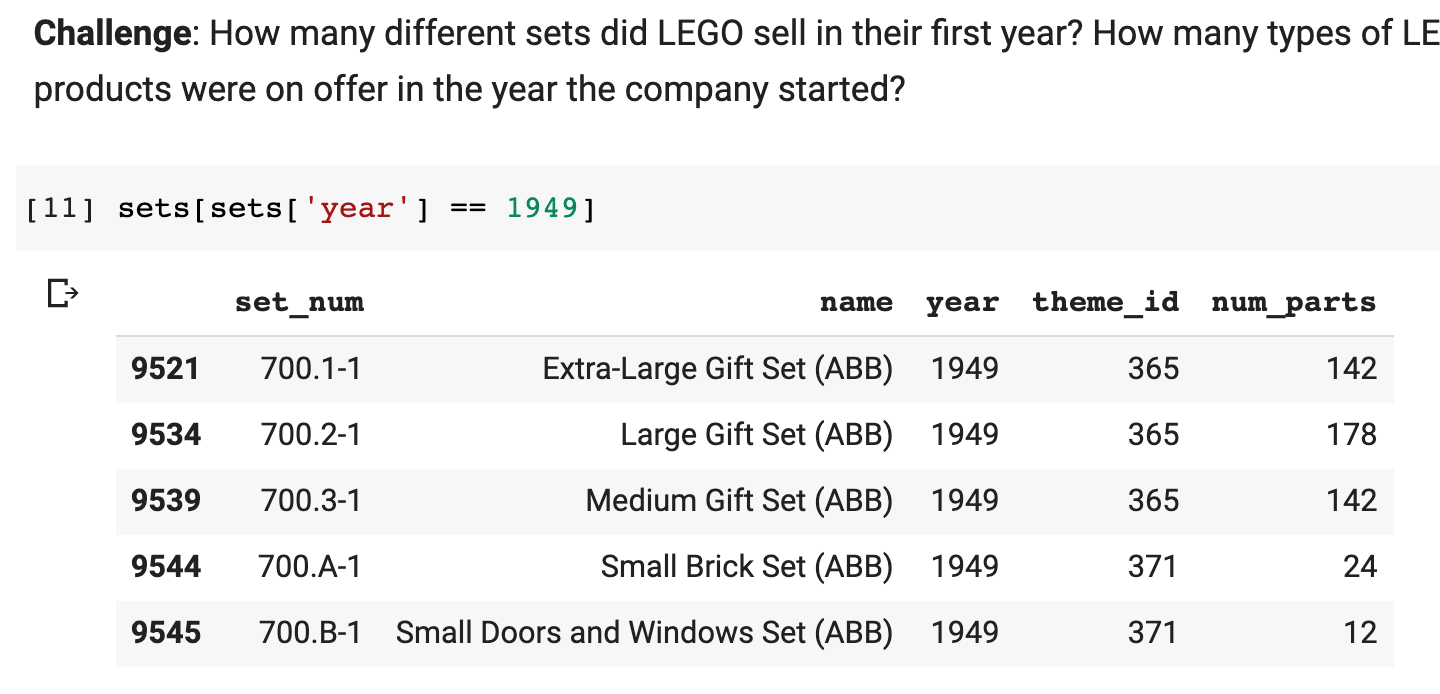 Challenge: How many different sets did LEGO sell in their first year? How many types of LE
products were on offer in the year the company started?
[11] sets[sets['year'] == 1949]
set_num name year theme_id num_parts
9521 700.1-1 Extra-Large Gift Set (ABB) 1949 365 142
9534 700.2-1 Large Gift Set (ABB) 1949 365 178
9539 700.3-1 Medium Gift Set (ABB) 1949 365 142
9544 700.A-1 Small Brick Set (ABB) 1949 371 24
9545 700.B-1 Small Doors and Windows Set (ABB) 1949 371 12